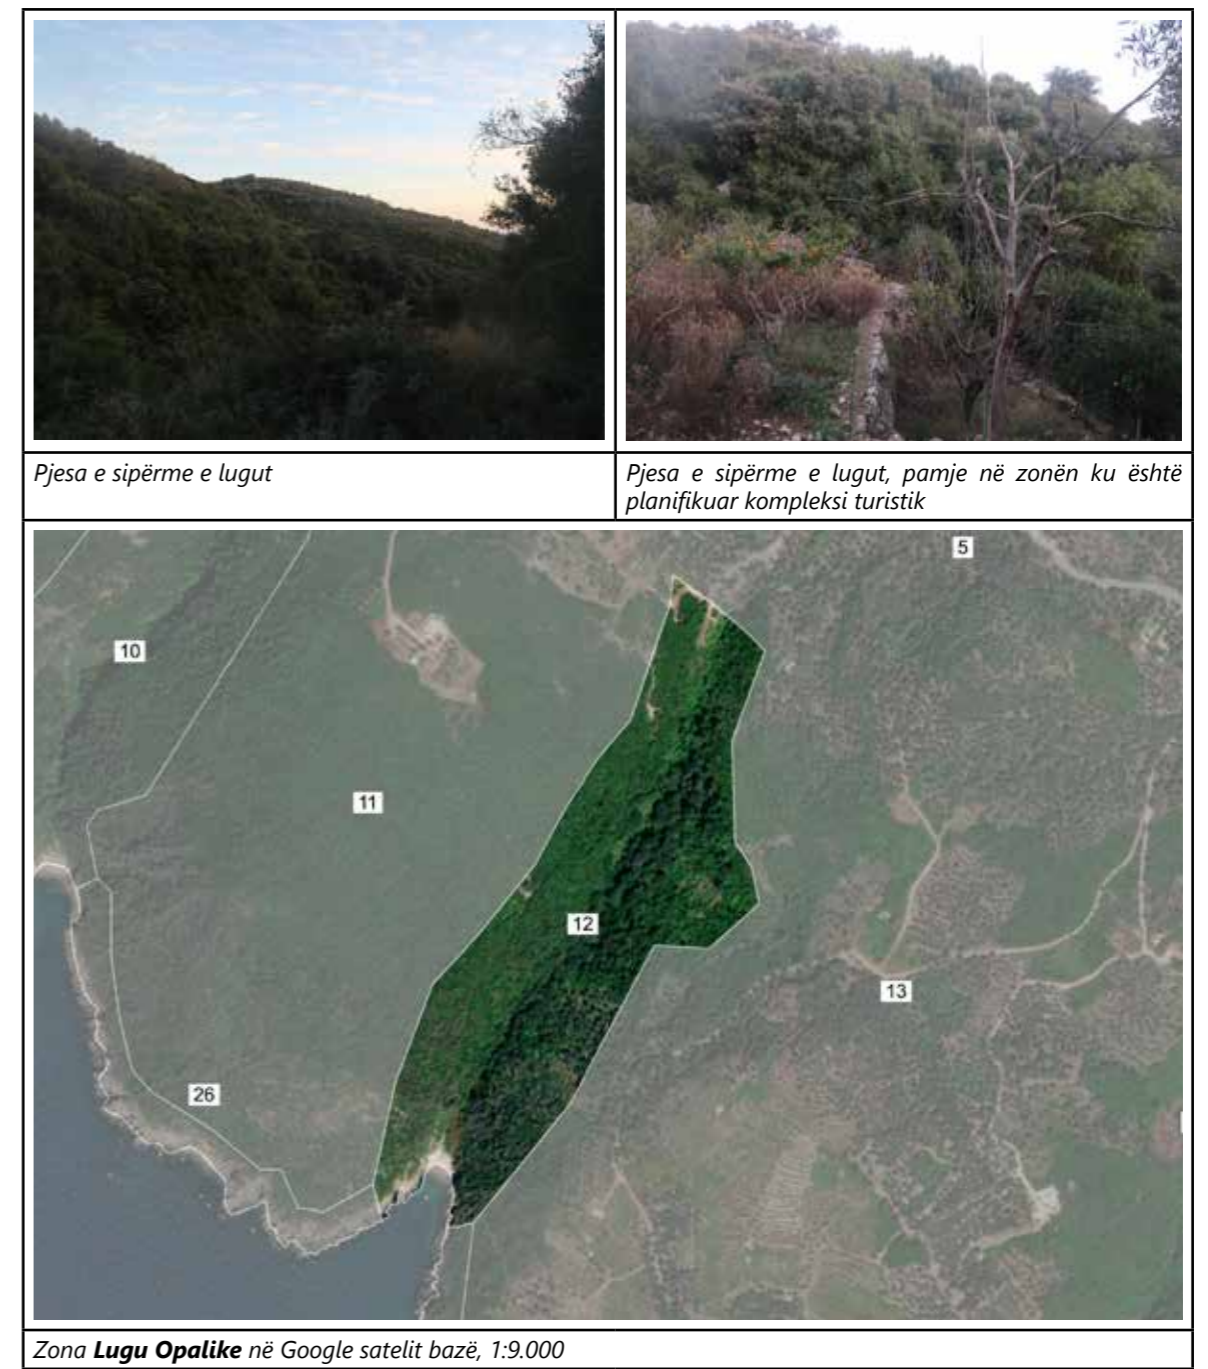 Pjesa e sipërme e lugut
Pjesa e sipërme e lugut, pamje në zonën ku është
planifikuar kompleksi turistik
5
10
11
12
13
26
Zona Lugu Opalike në Google satelit bazë, 1:9.000